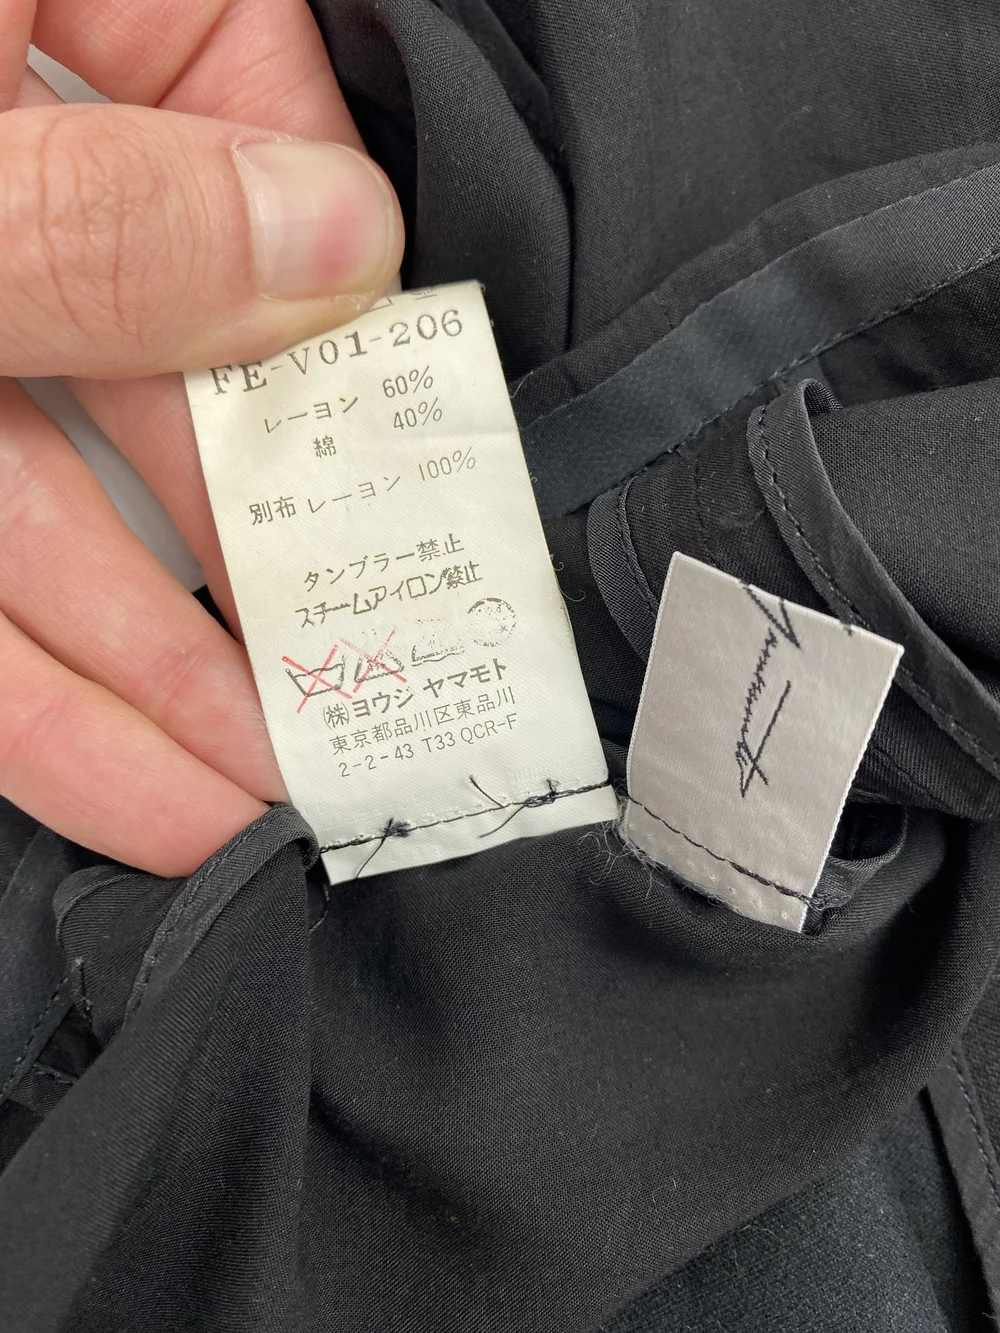 FE-V01-206
レーヨン 60%
綿 40%
別布 レーヨン 100%
タンブラー禁止
スチームアイロン禁止
㈱ヨウジ ヤマモト
東京都品川区東品川
2-2-43 T33 QCR-F
Yamamoto